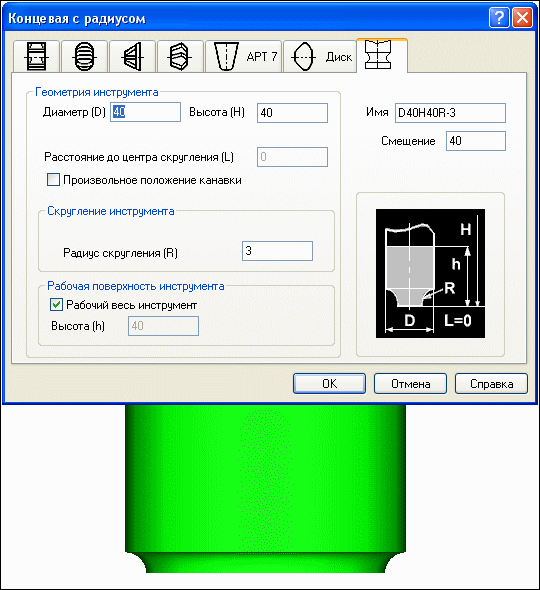 Концевая с радиусом
АРТ 7
Диск
Геометрия инструмента
Диаметр (D) 40 Высота (H) 40
Имя D40H40R-3
Смещение 40
Расстояние до центра скругления (L) 0
Произвольное положение канавки
Скругление инструмента
Радиус скругления (R) 3
Рабочая поверхность инструмента
Рабочий весь инструмент
Высота (h) 40
H
h
R
D L=0
OK Отмена Справка